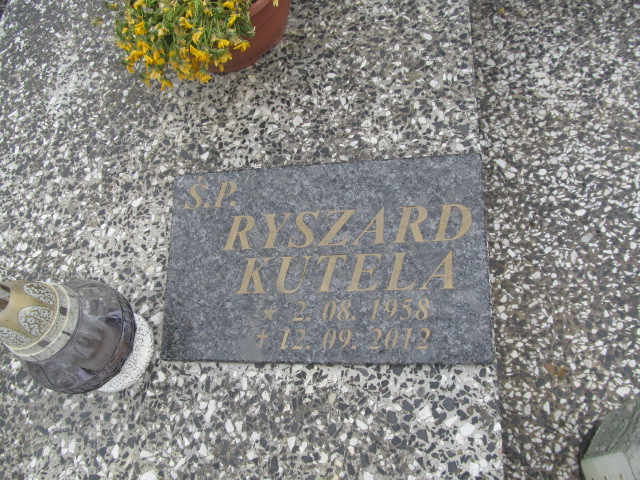 Ś.P.
RYSZARD
KUTELA
* 2. 08. 1958
✝ 12. 09. 2012